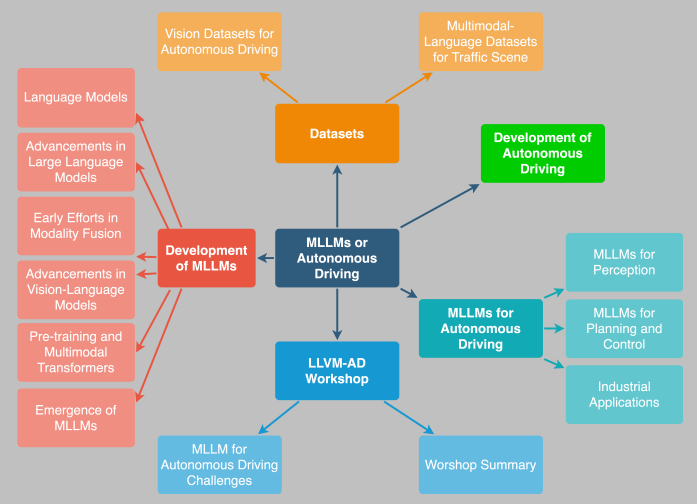 Vision Datasets for
Autonomous Driving
Multimodal-
Language Datasets
for Traffic Scene
Language Models
Datasets
Development of
Autonomous
Driving
Advancements in
Large Language
Models
Early Efforts in
Modality Fusion
Development
of MLLMs
MLLMs or
Autonomous
Driving
MLLMs for
Perception
Advancements in
Vision-Language
Models
MLLMs for
Autonomous
Driving
MLLMs for
Planning and
Control
Pre-training and
Multimodal
Transformers
LLVM-AD
Workshop
Industrial
Applications
Emergence of
MLLMs
MLLM for
Autonomous Driving
Challenges
Worshop Summary